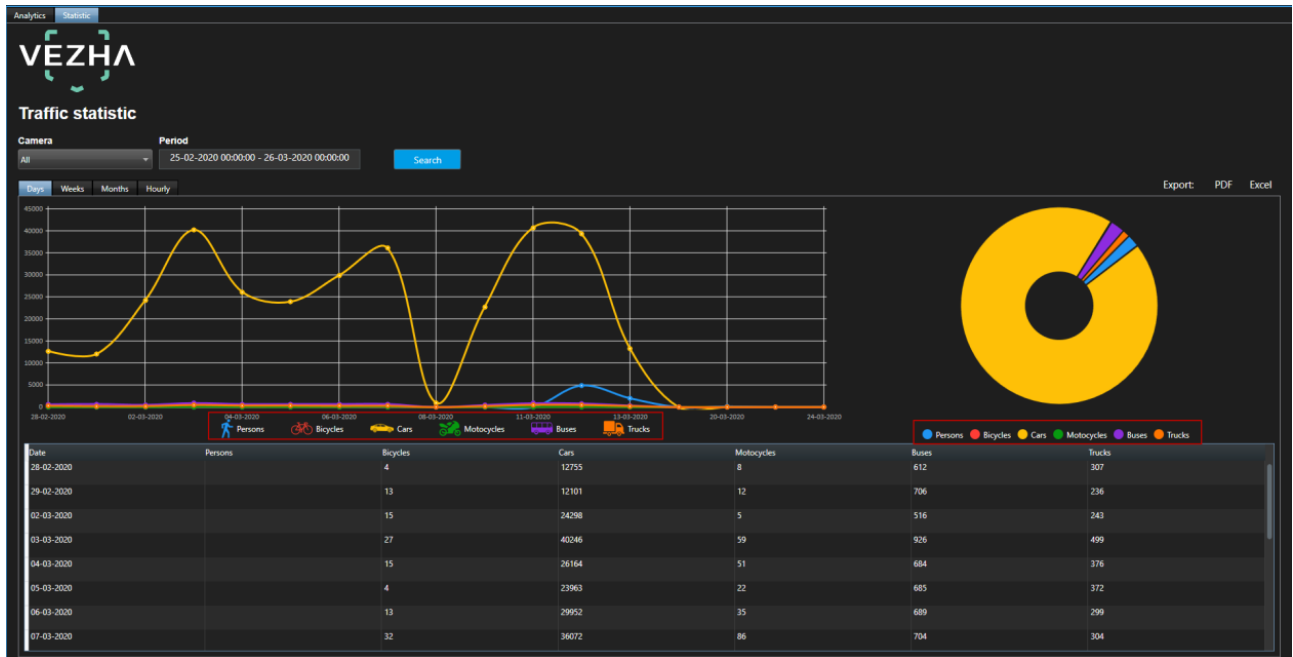 Analytics Statistic
VEZHA
Traffic statistic
Camera Period
All 25-02-2020 00:00:00 - 26-03-2020 00:00:00 Search
Days Weeks Months Hourly Export: PDF Excel
45000
40000
35000
30000
25000
20000
15000
10000
5000
0
28-02-2020 02-03-2020 04-03-2020 06-03-2020 08-03-2020 11-03-2020 13-03-2020 20-03-2020 24-03-2020
Persons Bicycles Cars Motocycles Buses Trucks
Persons Bicycles Cars Motocycles Buses Trucks
Date Persons Bicycles Cars Motocycles Buses Trucks
28-02-2020 4 12755 8 612 307
29-02-2020 13 12101 12 706 236
02-03-2020 15 24298 5 516 243
03-03-2020 27 40246 59 926 499
04-03-2020 15 26164 51 684 376
05-03-2020 4 23963 22 685 372
06-03-2020 13 29952 35 689 299
07-03-2020 32 36072 86 704 304